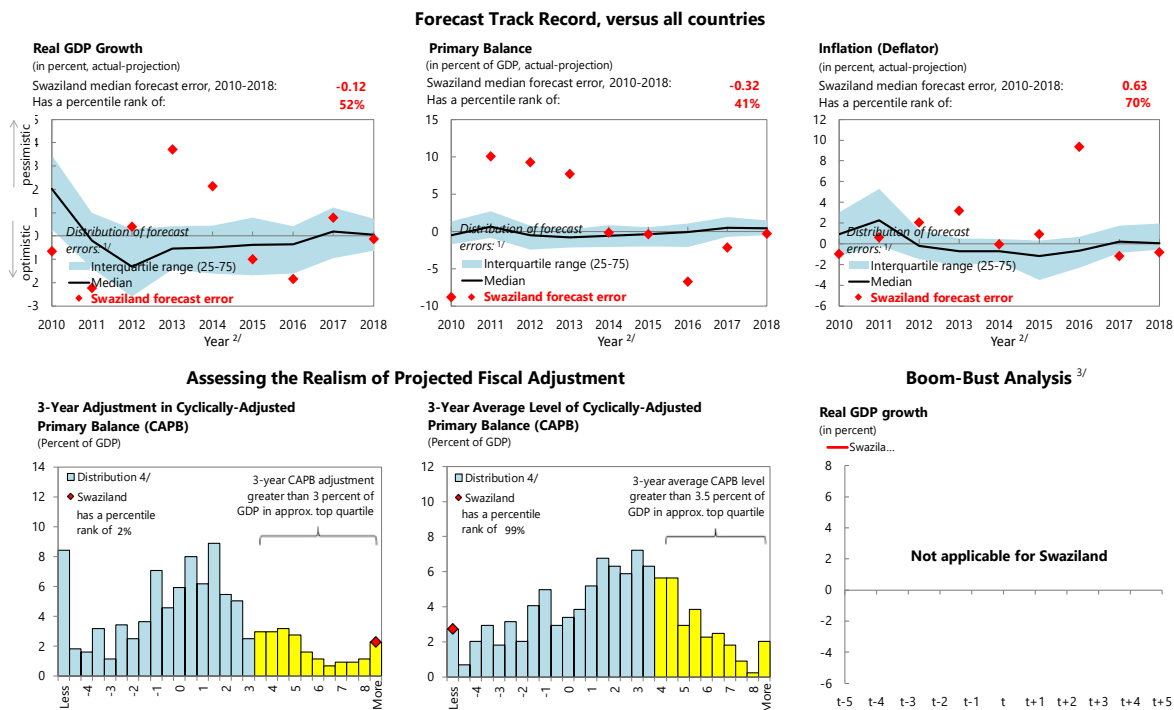 Forecast Track Record, versus all countries
Real GDP Growth
(in percent, actual-projection)
Swaziland median forecast error, 2010-2018: -0.12
Has a percentile rank of: 52%
pessimistic
optimistic
5
4
3
2
1
0
-1
-2
-3
Distribution of forecast
errors: 1/
Interquartile range (25-75)
Median
Swaziland forecast error
2010 2011 2012 2013 2014 2015 2016 2017 2018
Year 2/
Primary Balance
(in percent of GDP, actual-projection)
Swaziland median forecast error, 2010-2018: -0.32
Has a percentile rank of: 41%
15
10
5
0
-5
-10
Distribution of forecast
errors: 1/
Interquartile range (25-75)
Median
Swaziland forecast error
2010 2011 2012 2013 2014 2015 2016 2017 2018
Year 2/
Inflation (Deflator)
(in percent, actual-projection)
Swaziland median forecast error, 2010-2018: 0.63
Has a percentile rank of: 70%
12
10
8
6
4
2
0
-2
-4
-6
Distribution of forecast
errors: 1/
Interquartile range (25-75)
Median
Swaziland forecast error
2010 2011 2012 2013 2014 2015 2016 2017 2018
Year 2/
Assessing the Realism of Projected Fiscal Adjustment
3-Year Adjustment in Cyclically-Adjusted
Primary Balance (CAPB)
(Percent of GDP)
14
12
10
8
6
4
2
0
Distribution 4/
Swaziland
has a percentile
rank of 2%
3-year CAPB adjustment
greater than 3 percent of
GDP in approx. top quartile
Less -4 -3 -2 -1 0 1 2 3 4 5 6 7 8 More
3-Year Average Level of Cyclically-Adjusted
Primary Balance (CAPB)
(Percent of GDP)
12
10
8
6
4
2
0
Distribution 4/
Swaziland
has a percentile
rank of 99%
3-year average CAPB level
greater than 3.5 percent of
GDP in approx. top quartile
Less -4 -3 -2 -1 0 1 2 3 4 5 6 7 8 More
Boom-Bust Analysis 3/
Real GDP growth
(in percent)
Swazila...
8
6
4
2
0
-2
-4
-6
Not applicable for Swaziland
t-5 t-4 t-3 t-2 t-1 t t+1 t+2 t+3 t+4 t+5